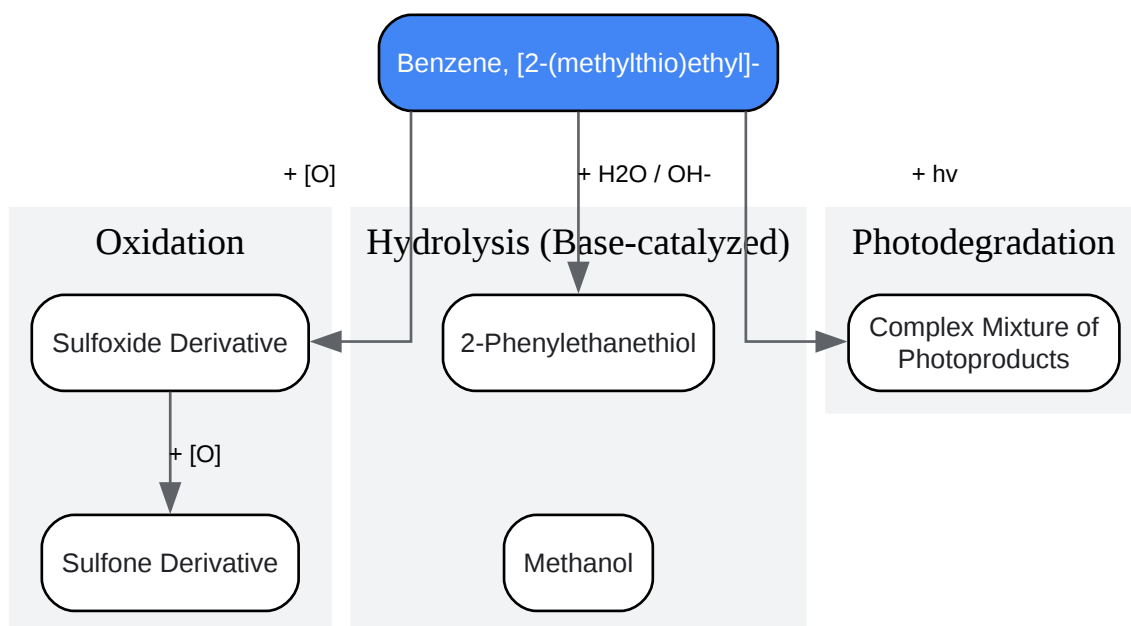 Benzene, [2-(methylthio)ethyl]-
+ [O]
+ H2O / OH-
+ hv
Oxidation
Hydrolysis (Base-catalyzed)
Photodegradation
Sulfoxide Derivative
2-Phenylethanethiol
Complex Mixture of
Photoproducts
+ [O]
Sulfone Derivative
Methanol